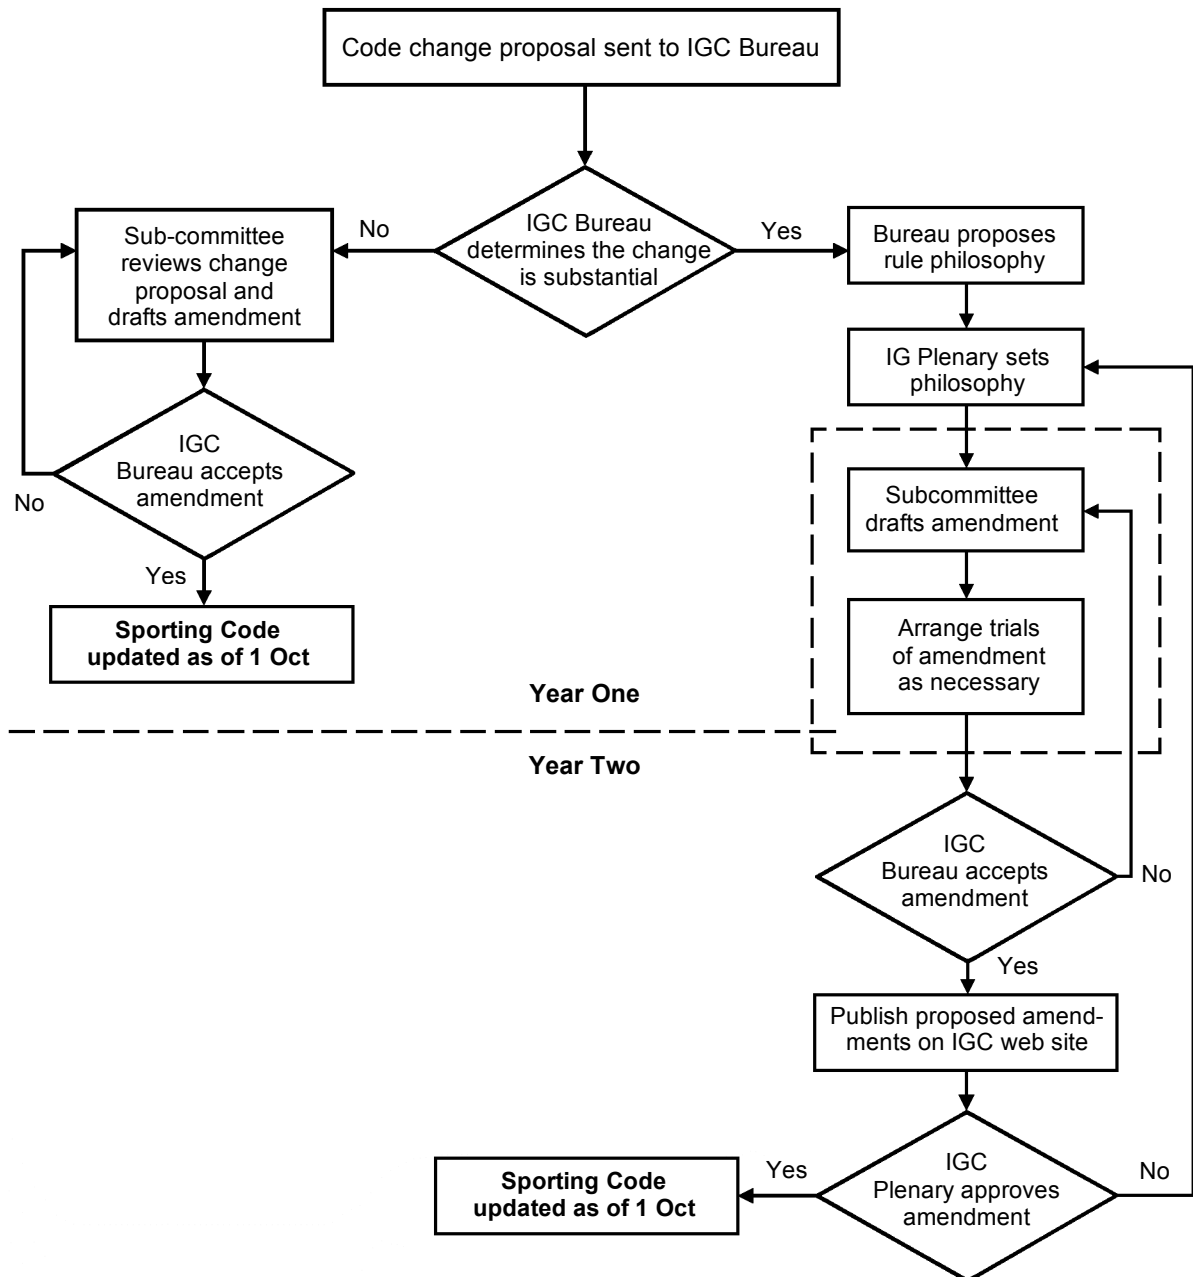 Code change proposal sent to IGC Bureau
IGC Bureau
determines the change
is substantial
No
Yes
Sub-committee
reviews change
proposal and
drafts amendment
Bureau proposes
rule philosophy
IG Plenary sets
philosophy
IGC
Bureau accepts
amendment
No
Yes
Subcommittee
drafts amendment
Sporting Code
updated as of 1 Oct
Arrange trials
of amendment
as necessary
Year One
Year Two
IGC
Bureau accepts
amendment
No
Yes
Publish proposed amend-
ments on IGC web site
IGC
Plenary approves
amendment
Yes
No
Sporting Code
updated as of 1 Oct